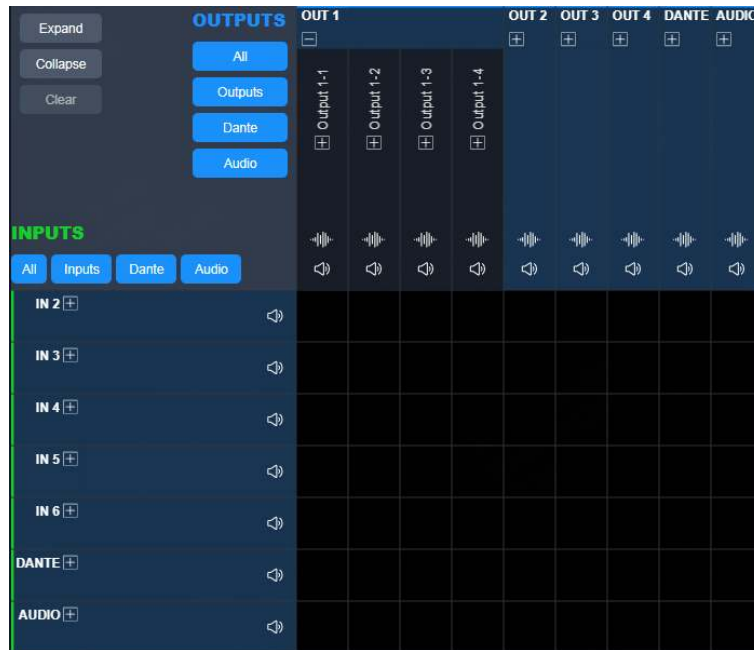 Expand
Collapse
Clear
OUTPUTS
All
Outputs
Dante
Audio
OUT 1
OUT 2
OUT 3
OUT 4
DANTE
AUDIO
Output 1-1
Output 1-2
Output 1-3
Output 1-4
INPUTS
All
Inputs
Dante
Audio
IN 2
IN 3
IN 4
IN 5
IN 6
DANTE
AUDIO